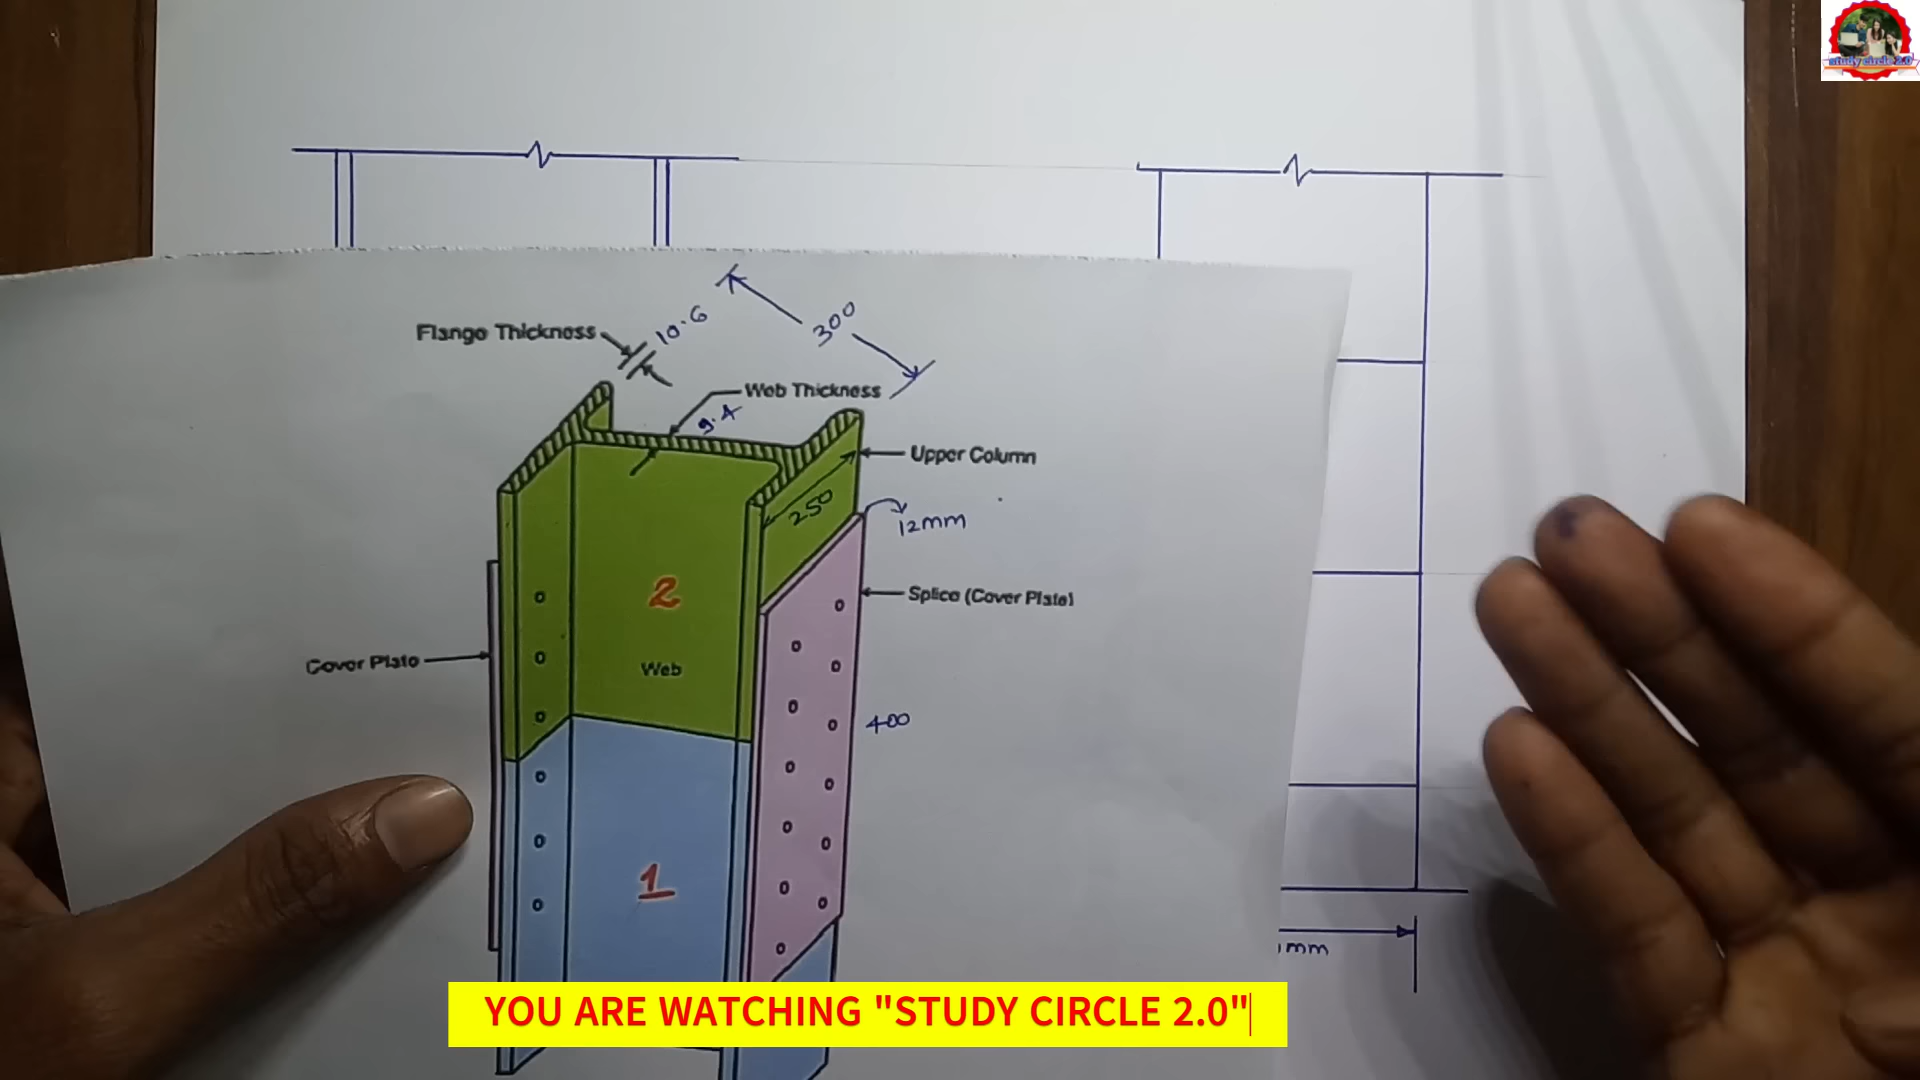 study circle 2.0
Flange Thickness
10.6
300
Web Thickness
9.4
Upper Column
250
12mm
2
Splice (Cover Plate)
Cover Plate
Web
400
1
mm
YOU ARE WATCHING "STUDY CIRCLE 2.0"